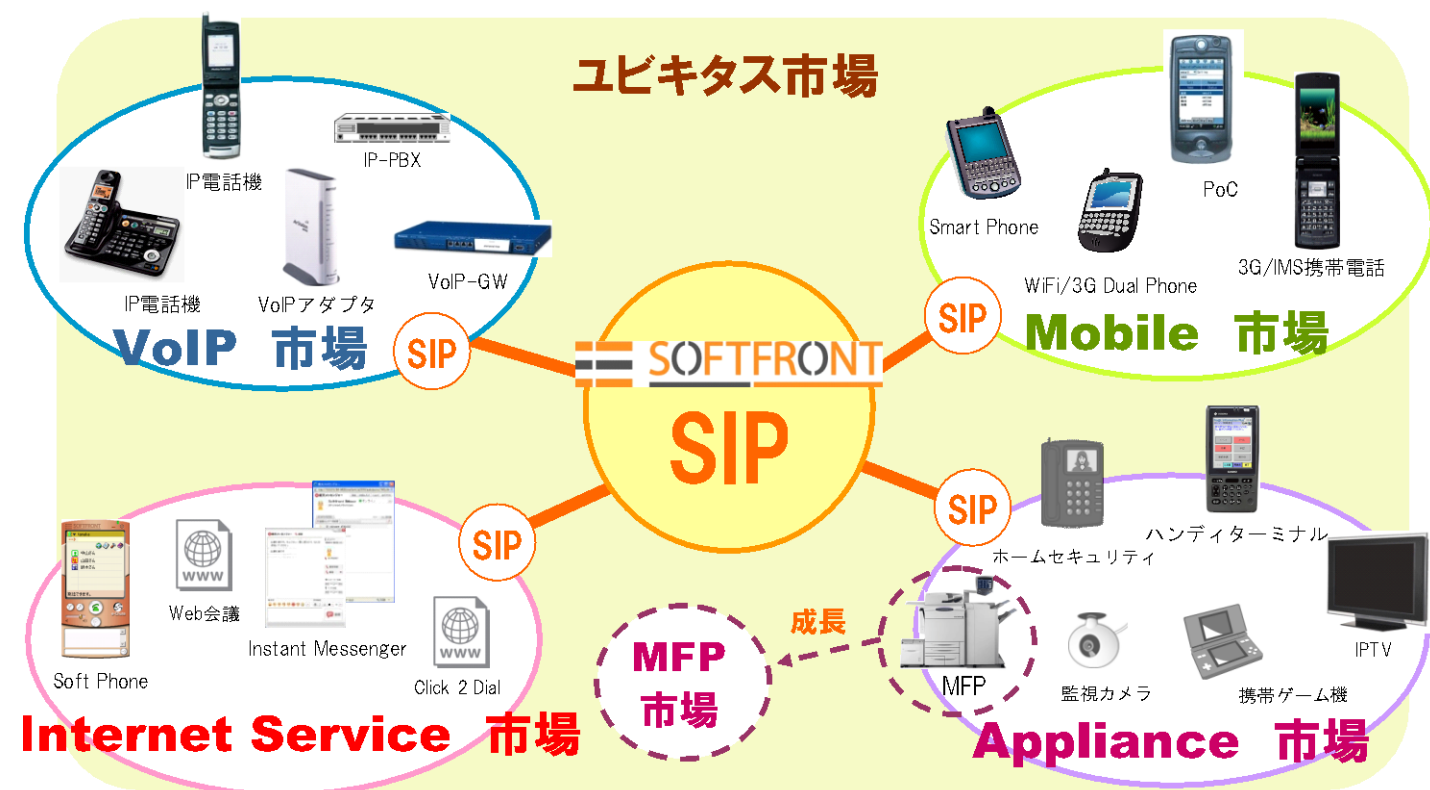 ユビキタス市場
IP電話機
IP-PBX
IP電話機
VoIPアダプタ
VoIP-GW
VoIP 市場
SIP
Smart Phone
PoC
WiFi/3G Dual Phone
3G/IMS携帯電話
SIP
Mobile 市場
SOFTFRONT
SIP
SOFTFRONT
Soft Phone
WWW
Web会議
Instant Messenger
WWW
Click 2 Dial
SIP
Internet Service 市場
SIP
ホームセキュリティ
ハンディターミナル
IPTV
MFP
監視カメラ
携帯ゲーム機
Appliance 市場
成長
MFP
市場